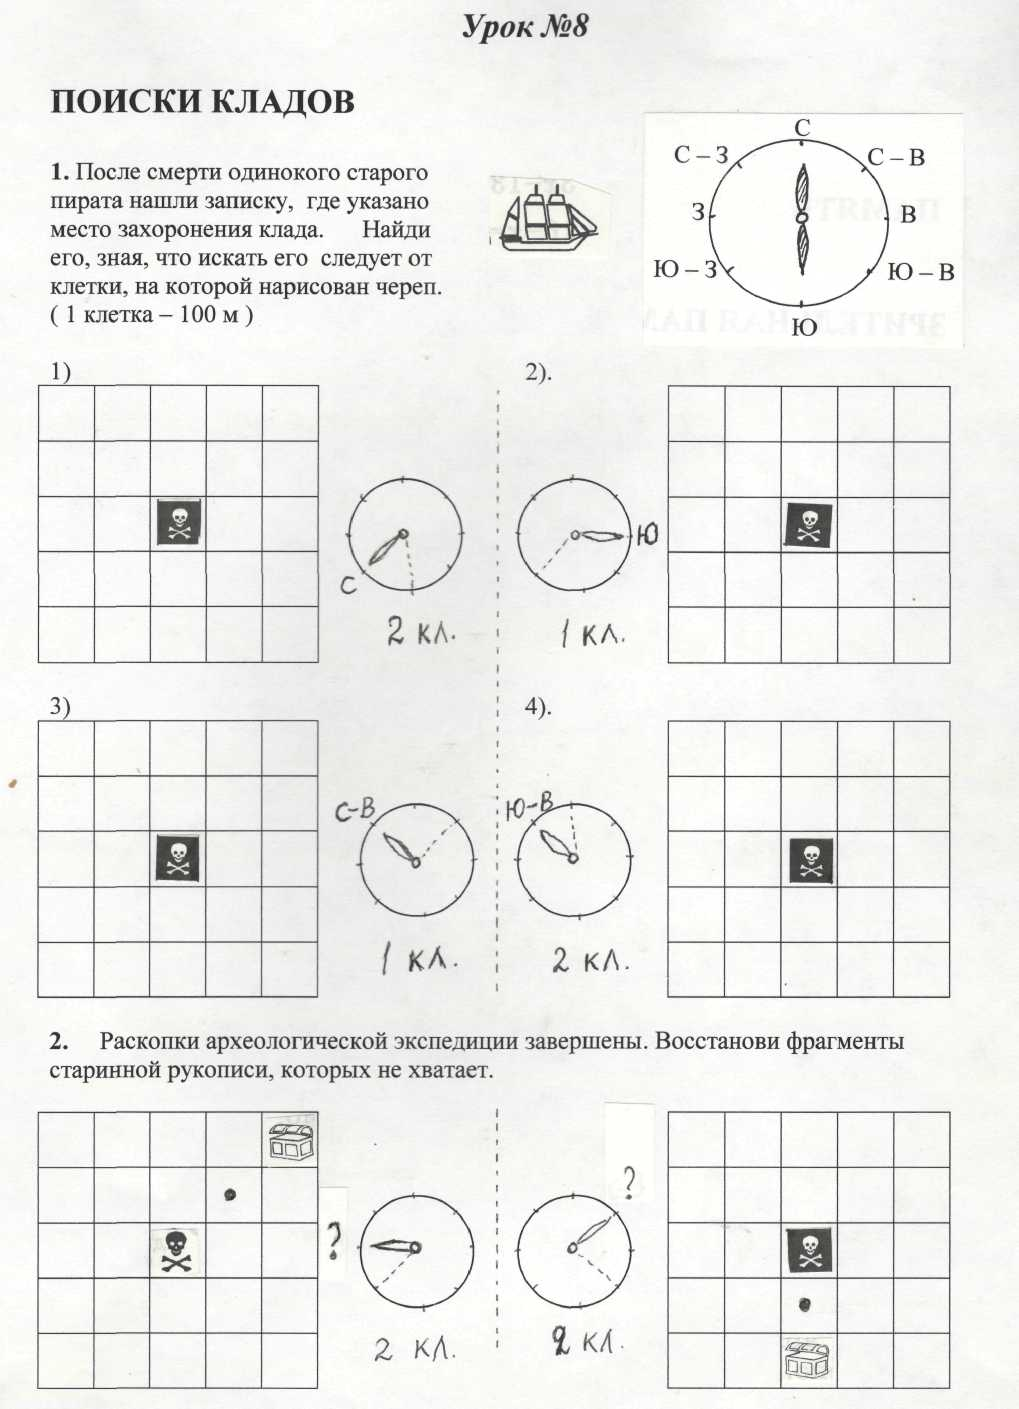 Урок №8
ПОИСКИ КЛАДОВ
1. После смерти одинокого старого
пирата нашли записку, где указано
место захоронения клада. Найди
его, зная, что искать его следует от
клетки, на которой нарисован череп.
( 1 клетка – 100 м )
С
С – З
С – В
З
В
Ю – З
Ю – В
Ю
1)
2).
С
Ю
2 кл.
1 кл.
3)
4).
С-В
Ю-В
1 кл.
2 кл.
2. Раскопки археологической экспедиции завершены. Восстанови фрагменты
старинной рукописи, которых не хватает.
?
?
2 кл.
2 кл.